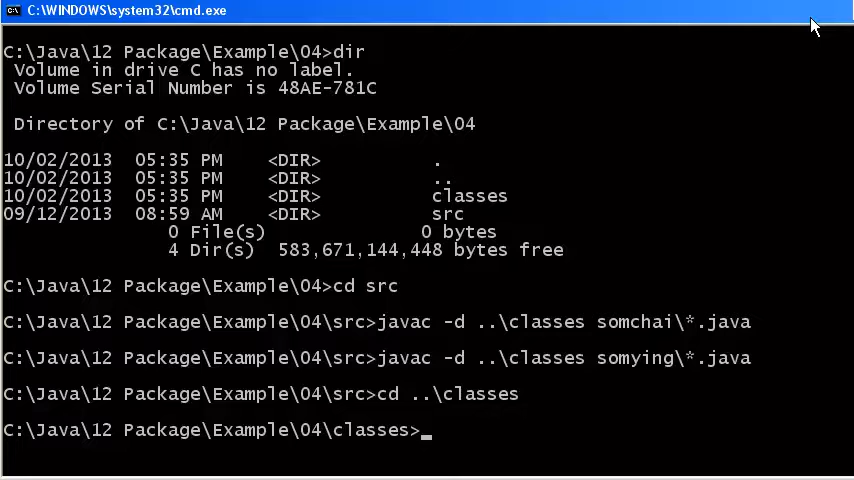 C:\WINDOWS\system32\cmd.exe
C:\Java\12 Package\Example\04>dir
Volume in drive C has no label.
Volume Serial Number is 48AE-781C
Directory of C:\Java\12 Package\Example\04
10/02/2013  05:35 PM    <DIR>          .
10/02/2013  05:35 PM    <DIR>          ..
10/02/2013  05:35 PM    <DIR>          classes
09/12/2013  08:59 AM    <DIR>          src
0 File(s)              0 bytes
4 Dir(s)  583,671,144,448 bytes free
C:\Java\12 Package\Example\04>cd src
C:\Java\12 Package\Example\04\src>javac -d ..\classes somchai\*.java
C:\Java\12 Package\Example\04\src>javac -d ..\classes somying\*.java
C:\Java\12 Package\Example\04\src>cd ..\classes
C:\Java\12 Package\Example\04\classes>_